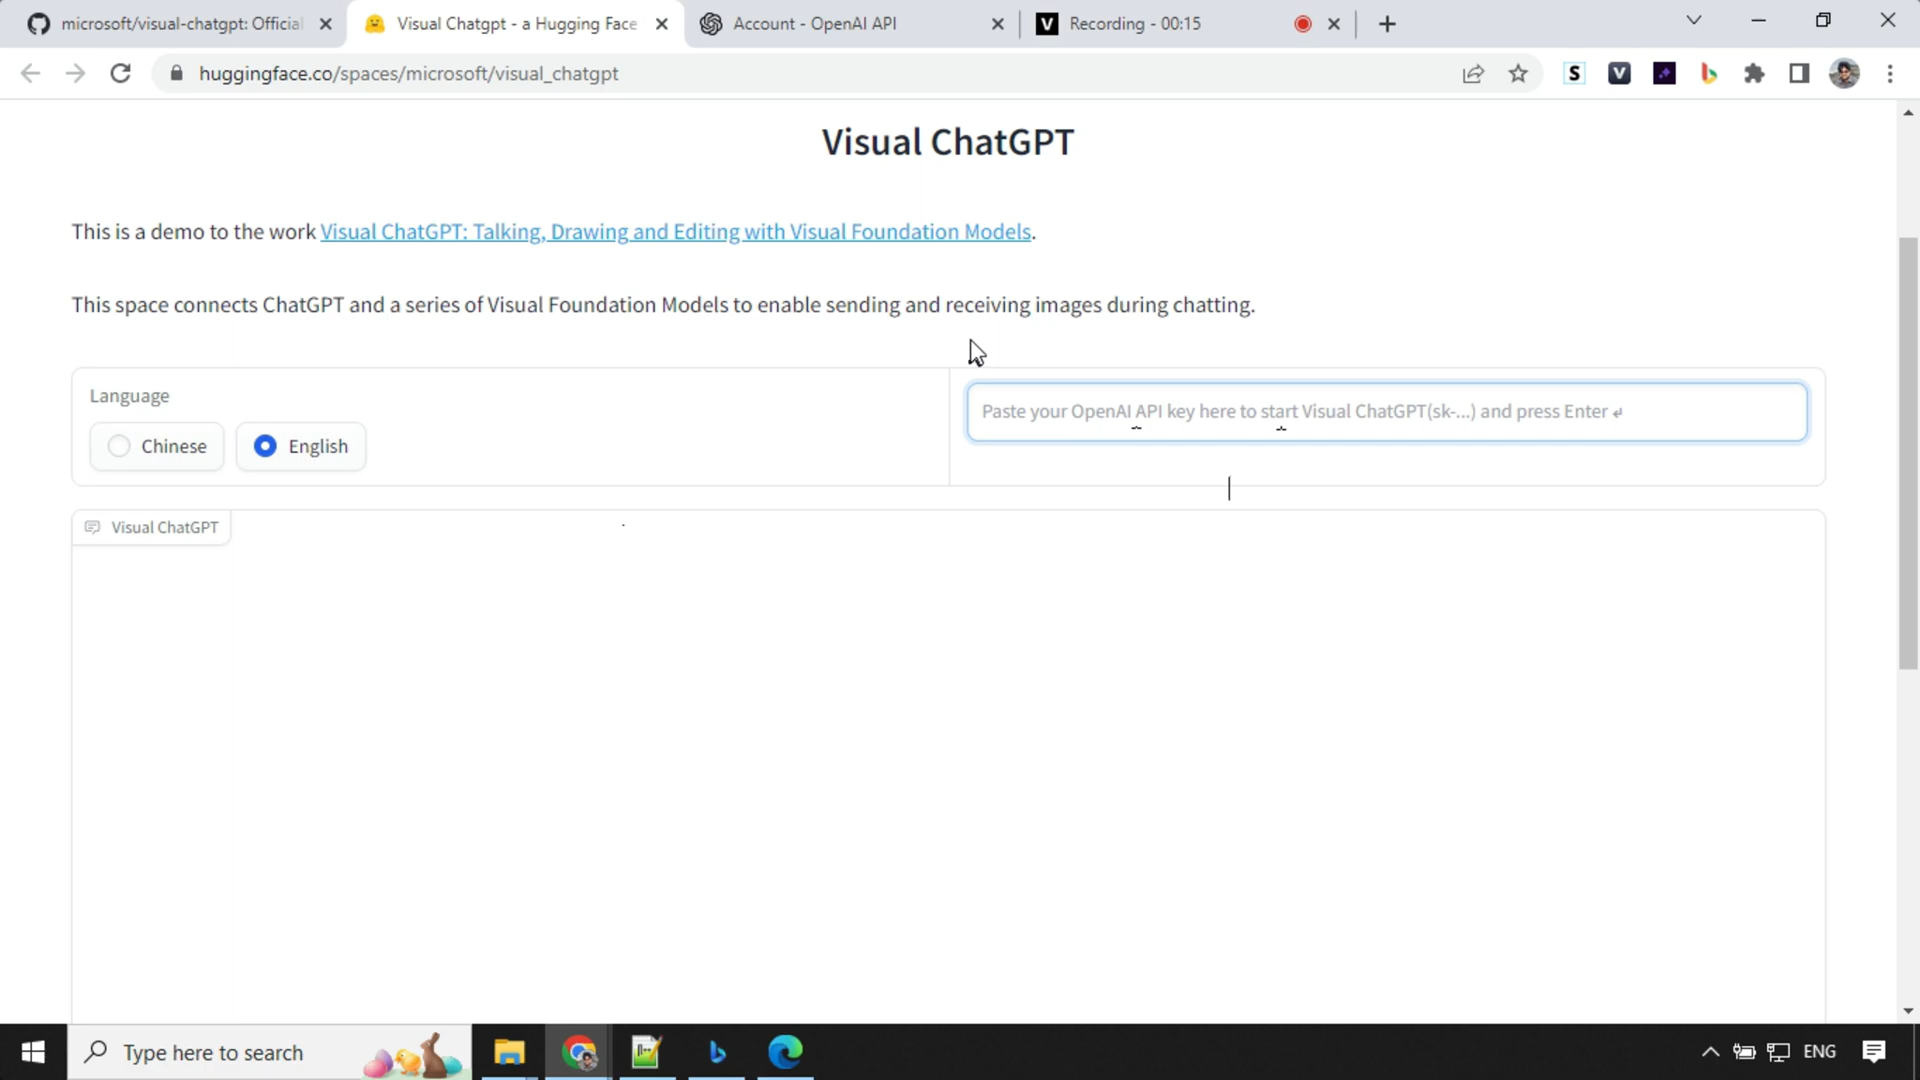 microsoft/visual-chatgpt: Official
Visual Chatgpt - a Hugging Face
Account - OpenAI API
Recording - 00:15
huggingface.co/spaces/microsoft/visual_chatgpt
Visual ChatGPT
This is a demo to the work Visual ChatGPT: Talking, Drawing and Editing with Visual Foundation Models.
This space connects ChatGPT and a series of Visual Foundation Models to enable sending and receiving images during chatting.
Language
Chinese
English
Paste your OpenAI API key here to start Visual ChatGPT(sk-...) and press Enter ↵
Visual ChatGPT
Type here to search
ENG